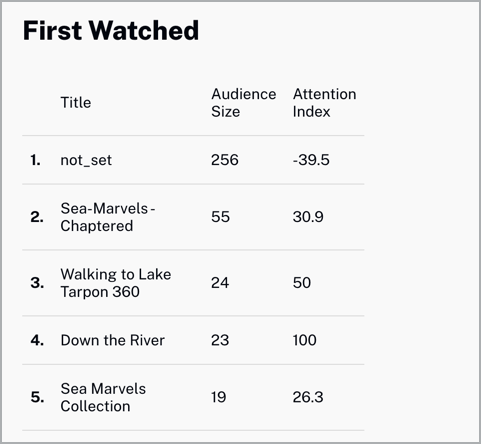 First Watched
Title
Audience
Size
Attention
Index
1. not_set 256 -39.5
2. Sea-Marvels -
Chaptered 55 30.9
3. Walking to Lake
Tarpon 360 24 50
4. Down the River 23 100
5. Sea Marvels
Collection 19 26.3